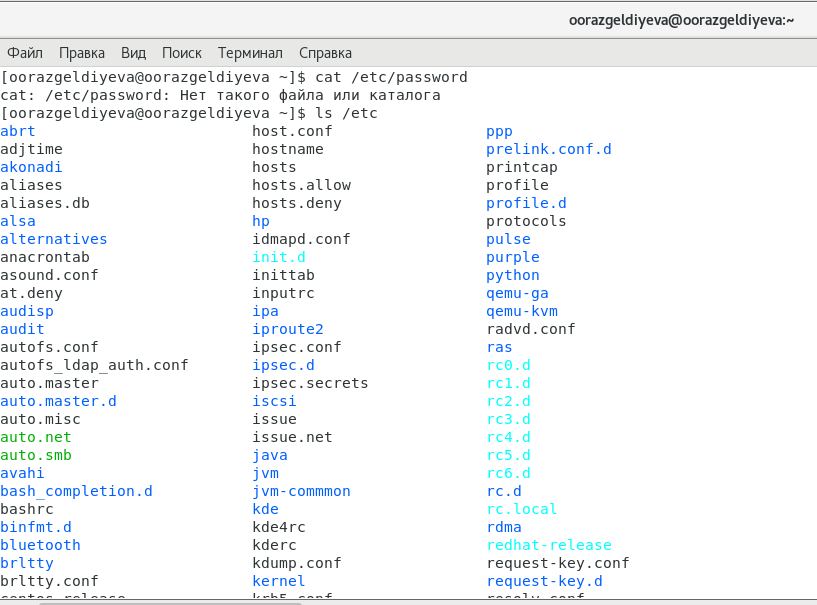 oorazgeldiyeva@oorazgeldiyeva:~
Файл Правка Вид Поиск Терминал Справка
[oorazgeldiyeva@oorazgeldiyeva ~]$ cat /etc/password
cat: /etc/password: Нет такого файла или каталога
[oorazgeldiyeva@oorazgeldiyeva ~]$ ls /etc
abrt host.conf ppp
adjtime hostname prelink.conf.d
akonadi hosts printcap
aliases hosts.allow profile
aliases.db hosts.deny profile.d
alsa hp protocols
alternatives idmapd.conf pulse
anacrontab init.d purple
asound.conf inittab python
at.deny inputrc qemu-ga
audisp ipa qemu-kvm
audit iproute2 radvd.conf
autofs.conf ipsec.conf ras
autofs_ldap_auth.conf ipsec.d rc0.d
auto.master ipsec.secrets rc1.d
auto.master.d iscsi rc2.d
auto.misc issue rc3.d
auto.net issue.net rc4.d
auto.smb java rc5.d
avahi jvm rc6.d
bash_completion.d jvm-commmon rc.d
bashrc kde rc.local
binfmt.d kde4rc rdma
bluetooth kderc redhat-release
brltty kdump.conf request-key.conf
brltty.conf kernel request-key.d
centos-release krb5.conf resolv.conf